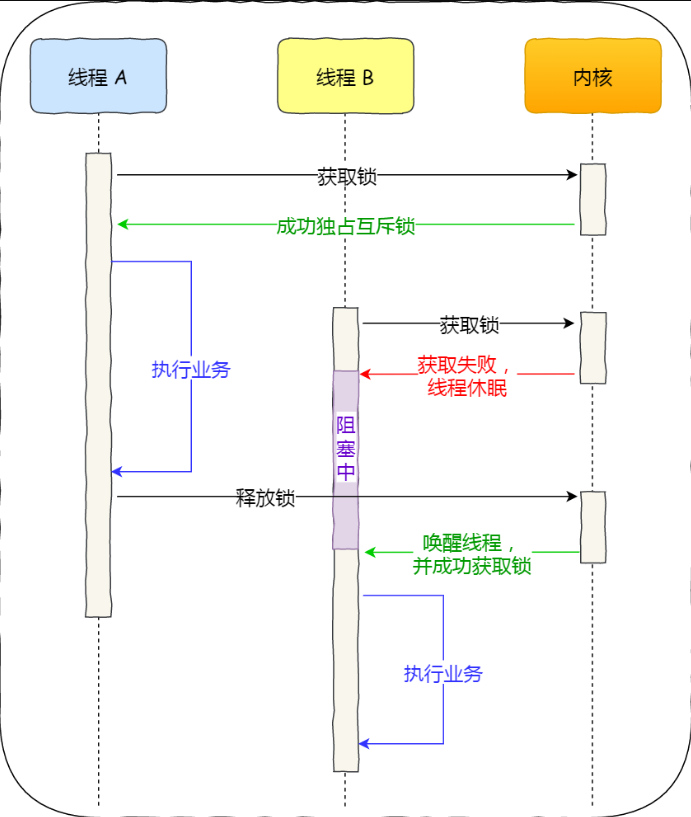 线程 A
线程 B
内核
获取锁
成功独占互斥锁
获取锁
执行业务
获取失败，
线程休眠
阻
塞
中
释放锁
唤醒线程，
并成功获取锁
执行业务